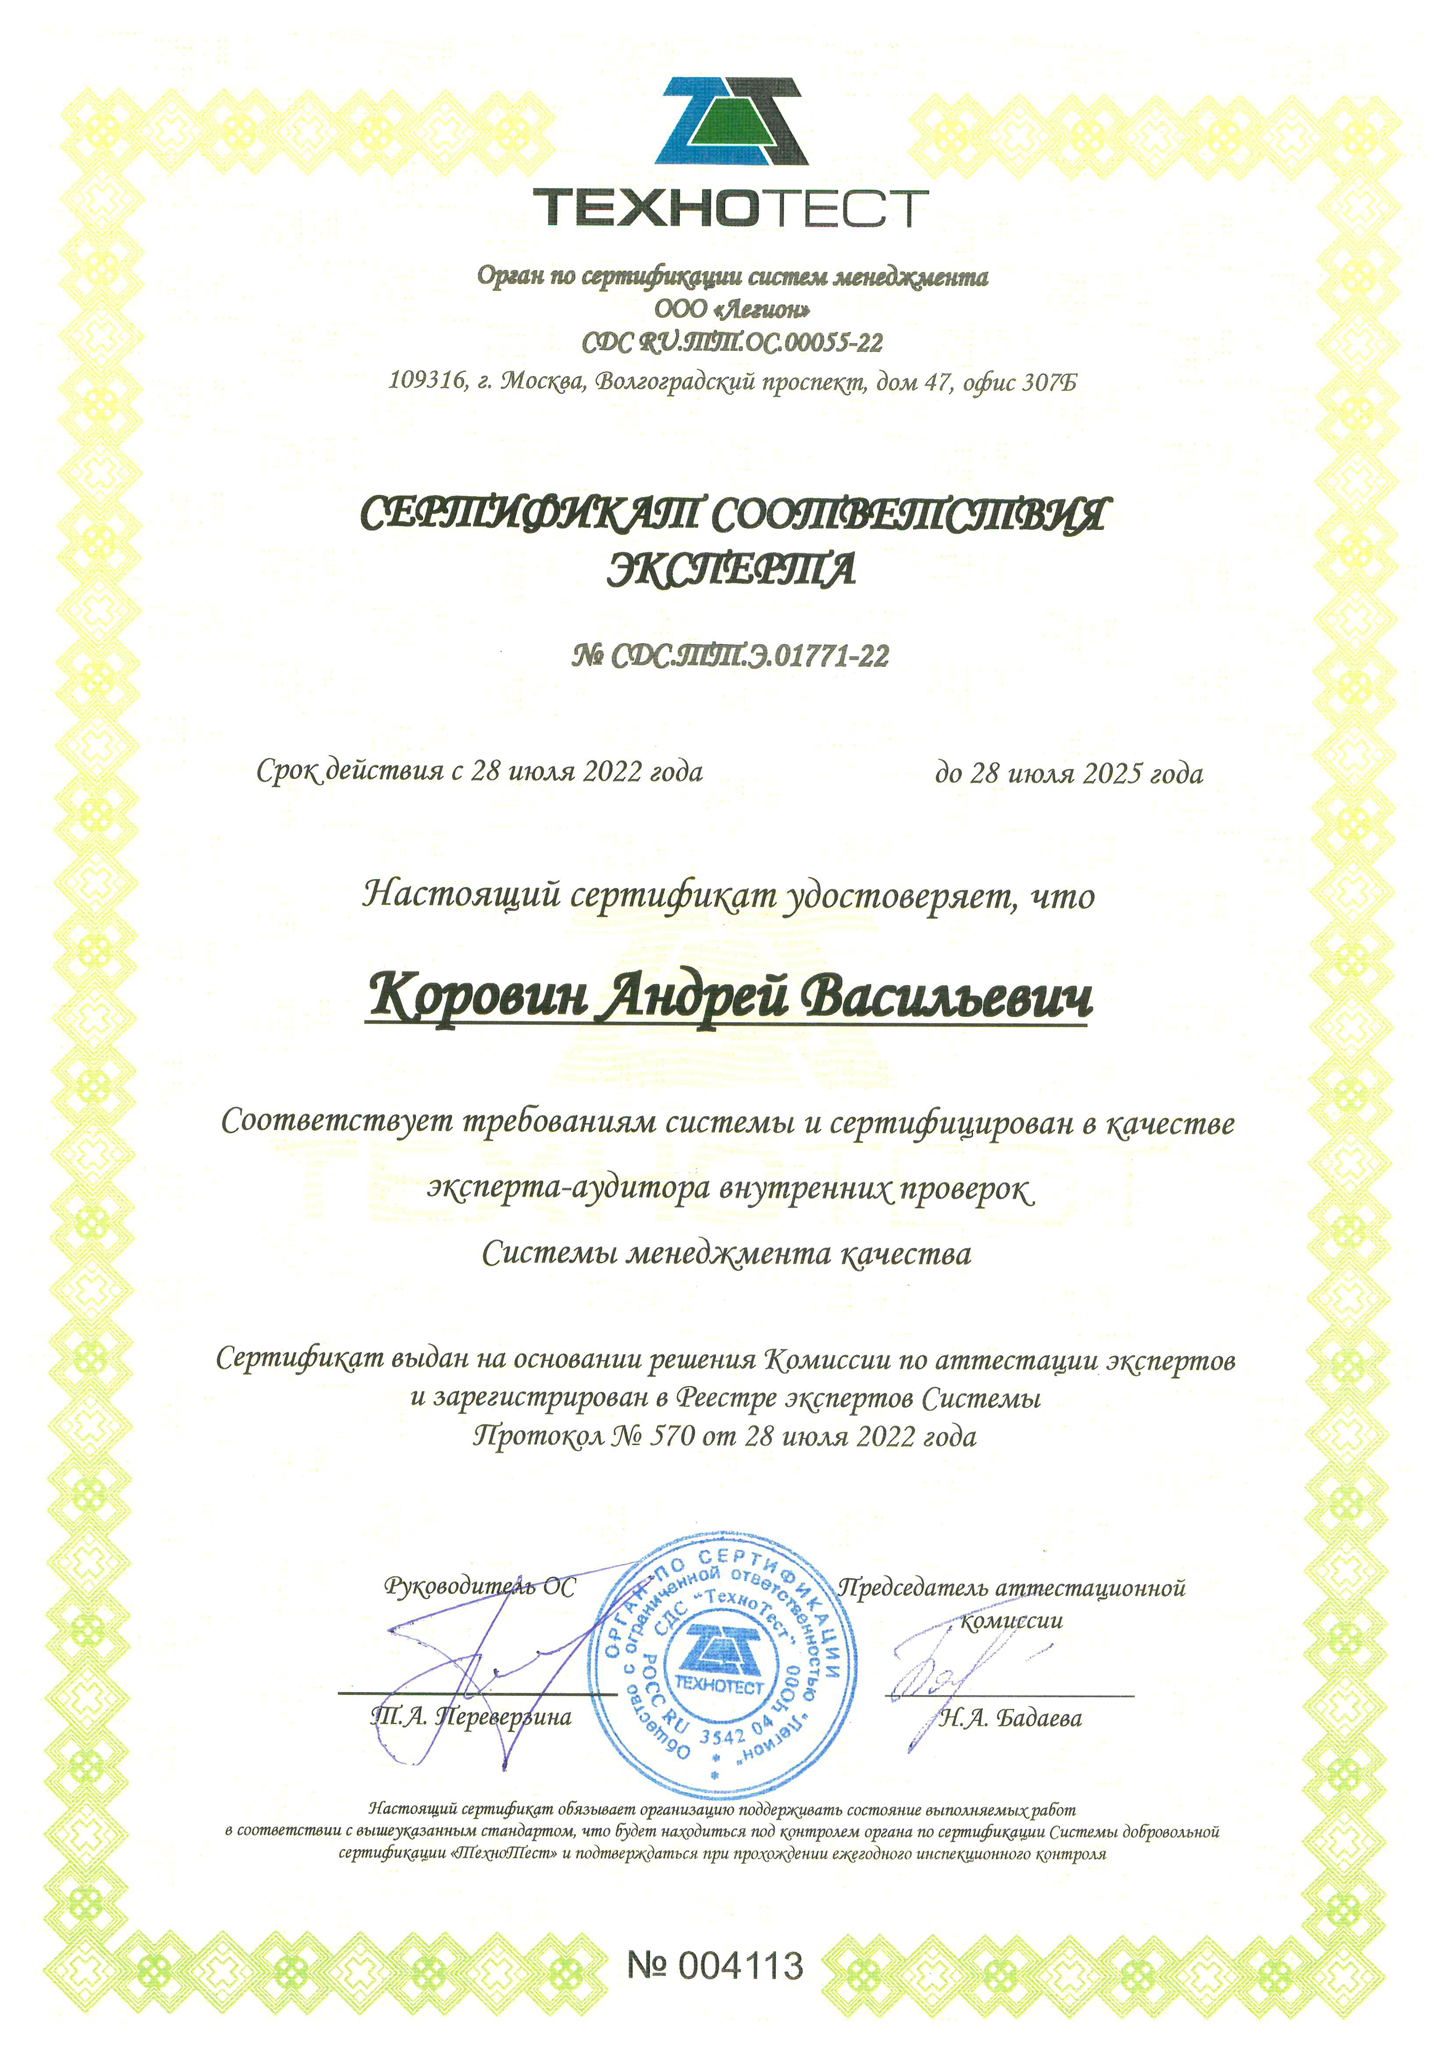 ТЕХНОТЕСТ
Орган по сертификации систем менеджмента
ООО «Легион»
СДС RU.ТТ.ОС.00055-22
109316, г. Москва, Волгоградский проспект, дом 47, офис 307Б
СЕРТИФИКАТ СООТВЕТСТВИЯ
ЭКСПЕРТА
№ СДС.ТТ.Э.01771-22
Срок действия с 28 июля 2022 года до 28 июля 2025 года
Настоящий сертификат удостоверяет, что
Коровин Андрей Васильевич
Соответствует требованиям системы и сертифицирован в качестве
эксперта-аудитора внутренних проверок
Системы менеджмента качества
Сертификат выдан на основании решения Комиссии по аттестации экспертов
и зарегистрирован в Реестре экспертов Системы
Протокол № 570 от 28 июля 2022 года
Руководитель ОС
Председатель аттестационной
комиссии
ОРГАН ПО СЕРТИФИКАЦИИ
Общество с ограниченной ответственностью "Легион"
СДС "ТехноТест"
РОСС RU 3542 04 ЧОО0
ТЕХНОТЕСТ
Т.А. Переверзина
Н.А. Бадаева
Настоящий сертификат обязывает организацию поддерживать состояние выполняемых работ
в соответствии с вышеуказанным стандартом, что будет находиться под контролем органа по сертификации Системы добровольной
сертификации «ТехноТест» и подтверждаться при прохождении ежегодного инспекционного контроля
№ 004113